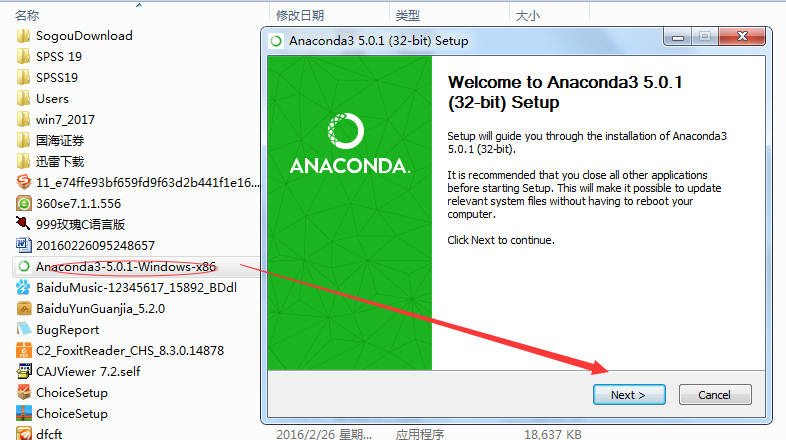 名称
修改日期
类型
大小
SogouDownload
SPSS 19
SPSS19
Users
win7_2017
国海证券
迅雷下载
11_e74ffe93bf659fd9f63d2b441f1e16...
360se7.1.1.556
999玫瑰C语言版
20160226095248657
Anaconda3-5.0.1-Windows-x86
BaiduMusic-12345617_15892_BDdl
BaiduYunGuanjia_5.2.0
BugReport
C2_FoxitReader_CHS_8.3.0.14878
CAJViewer 7.2.self
ChoiceSetup
ChoiceSetup
dfcft
2016/2/26 星期...
应用程序
18,637 KB
Anaconda3 5.0.1 (32-bit) Setup
ANACONDA.
Welcome to Anaconda3 5.0.1
(32-bit) Setup
Setup will guide you through the installation of Anaconda3
5.0.1 (32-bit).
It is recommended that you close all other applications
before starting Setup. This will make it possible to update
relevant system files without having to reboot your
computer.
Click Next to continue.
Next >
Cancel